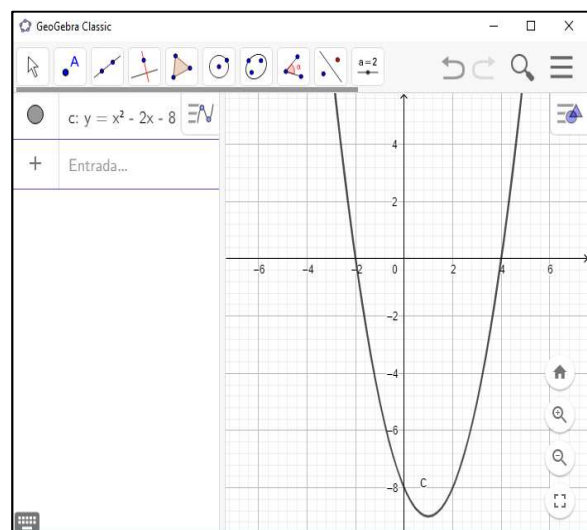 GeoGebra Classic
A
a=2
c: y = x² - 2x - 8
+ Entrada...
4
2
-6
-4
-2
0
2
4
6
-2
-4
-6
-8
C